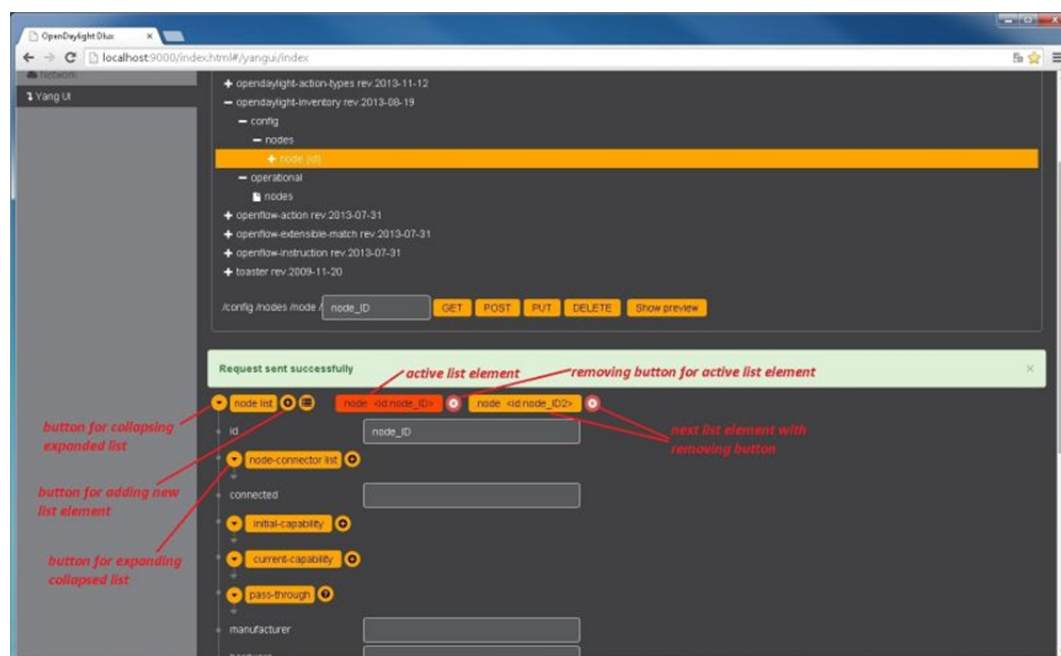 OpenDaylight Dlux
localhost:9000/index.html#/yangui/index
Network
Yang UI
opendaylight-action-types rev.2013-11-12
opendaylight-inventory rev.2013-08-19
config
nodes
node {id}
operational
nodes
openflow-action rev.2013-07-31
openflow-extensible-match rev.2013-07-31
openflow-instruction rev.2013-07-31
toaster rev.2009-11-20
/config /nodes /node / node_ID GET POST PUT DELETE Show preview
Request sent successfully
active list element
removing button for active list element
node list node <id:node_ID> node <id:node_ID2>
button for collapsing
expanded list
next list element with
removing button
id node_ID
node-connector list
button for adding new
list element
connected
initial-capability
button for expanding
collapsed list
current-capability
pass-through
manufacturer
hardware